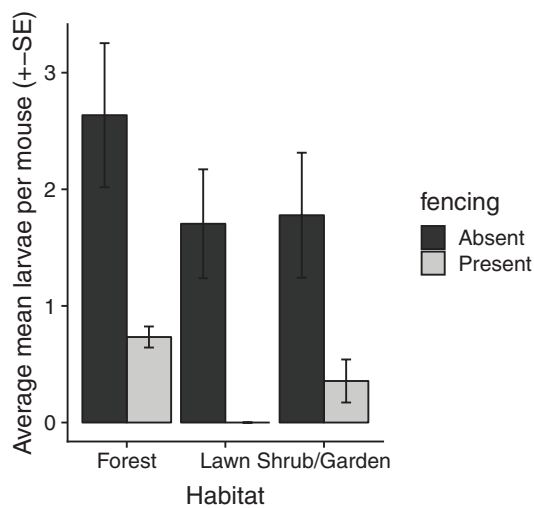 Average mean larvae per mouse (+−SE)
3
2
1
0
Forest
Lawn
Shrub/Garden
Habitat
fencing
Absent
Present